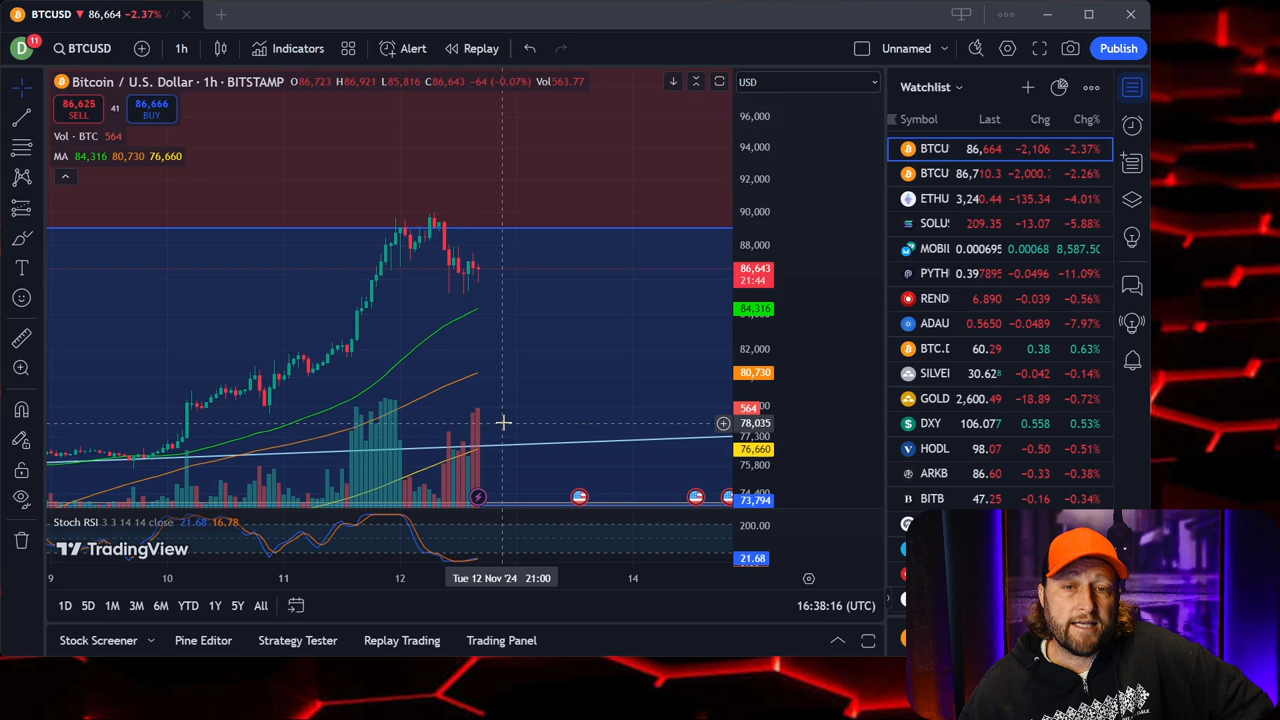 BTCUSD ▼ 86,664 −2.37% /
D 11 BTCUSD 1h Indicators Alert Replay Unnamed Publish
Bitcoin / U.S. Dollar · 1h · BITSTAMP O86,723 H86,921 L85,816 C86,643 −64 (−0.07%) Vol563.77
86,625 SELL 41 86,666 BUY
Vol · BTC 564
MA 84,316 80,730 76,660
USD
96,000
94,000
92,000
90,000
88,000
86,643
21:44
84,316
82,000
80,730
564
78,035
77,300
76,660
75,800
74,400
73,794
Stoch RSI 3 3 14 14 close 21.68 16.78
200.00
TradingView
21.68
9 10 11 12 Tue 12 Nov '24 21:00 14
1D 5D 1M 3M 6M YTD 1Y 5Y All 16:38:16 (UTC)
Stock Screener Pine Editor Strategy Tester Replay Trading Trading Panel
Watchlist
Symbol Last Chg Chg%
BTCU 86,664 −2,106 −2.37%
BTCU 86,710.3 −2,000. −2.26%
ETHU 3,240.44 −135.34 −4.01%
SOLU 209.35 −13.07 −5.88%
MOBIL 0.000695 0.00068 8,587.50
PYTH 0.397895 −0.0496 −11.09%
REND 6.890 −0.039 −0.56%
ADAU 0.5650 −0.0489 −7.97%
BTC.D 60.29 0.38 0.63%
SILVE 30.628 −0.042 −0.14%
GOLD 2,600.49 −18.89 −0.72%
DXY 106.077 0.558 0.53%
HODL 98.07 −0.50 −0.51%
ARKB 86.60 −0.33 −0.38%
BITB 47.25 −0.16 −0.34%